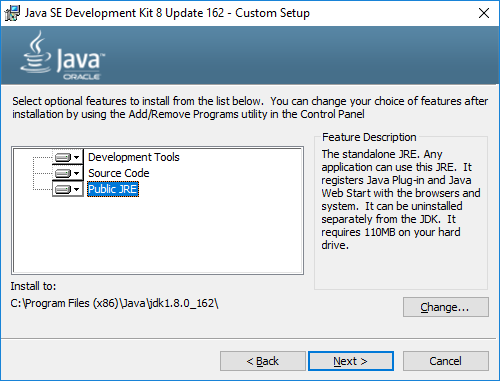 Java SE Development Kit 8 Update 162 - Custom Setup
Java
ORACLE
Select optional features to install from the list below.  You can change your choice of features after
installation by using the Add/Remove Programs utility in the Control Panel
Development Tools
Source Code
Public JRE
Feature Description
The standalone JRE. Any
application can use this JRE.  It
registers Java Plug-in and Java
Web Start with the browsers and
system.  It can be uninstalled
separately from the JDK.  It
requires 110MB on your hard
drive.
Install to:
C:\Program Files (x86)\Java\jdk1.8.0_162\
Change...
< Back
Next >
Cancel